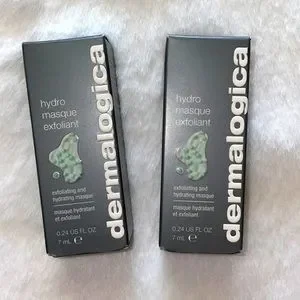 hydro
masque
exfoliant
exfoliating and
hydrating masque
masque hydratant
et exfoliant
0.24 US FL OZ
7 mL ℮
dermalogica
hydro
masque
exfoliant
exfoliating and
hydrating masque
masque hydratant
et exfoliant
0.24 US FL OZ
7 mL ℮
dermalogica